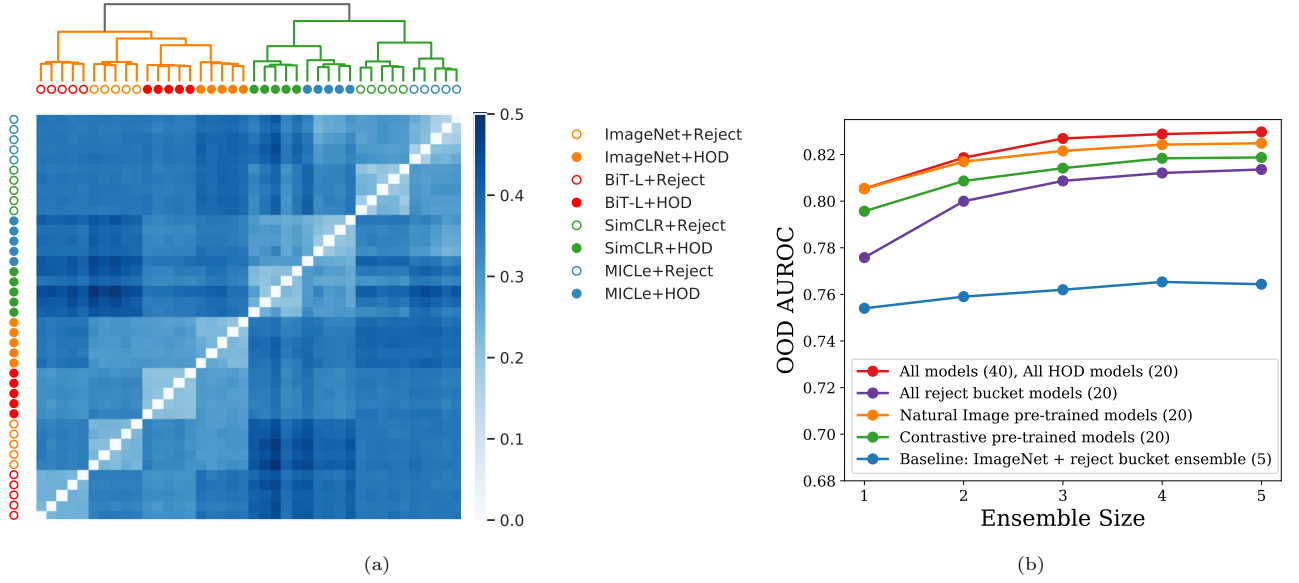 0.5
0.4
0.3
0.2
0.1
0.0
ImageNet+Reject
ImageNet+HOD
BiT-L+Reject
BiT-L+HOD
SimCLR+Reject
SimCLR+HOD
MICLe+Reject
MICLe+HOD
(a)
OOD AUROC
0.82
0.80
0.78
0.76
0.74
0.72
0.70
0.68
All models (40), All HOD models (20)
All reject bucket models (20)
Natural Image pre-trained models (20)
Contrastive pre-trained models (20)
Baseline: ImageNet + reject bucket ensemble (5)
1 2 3 4 5
Ensemble Size
(b)